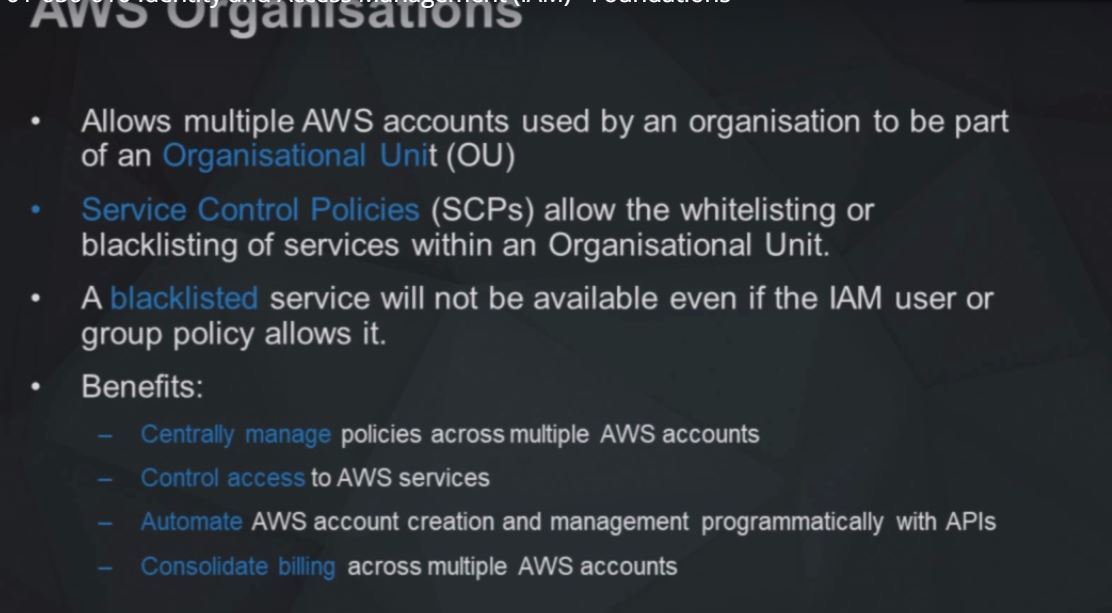 Identity and Access Management (IAM) - Foundations
AWS Organisations
• Allows multiple AWS accounts used by an organisation to be part
of an Organisational Unit (OU)
• Service Control Policies (SCPs) allow the whitelisting or
blacklisting of services within an Organisational Unit.
• A blacklisted service will not be available even if the IAM user or
group policy allows it.
• Benefits:
– Centrally manage policies across multiple AWS accounts
– Control access to AWS services
– Automate AWS account creation and management programmatically with APIs
– Consolidate billing across multiple AWS accounts